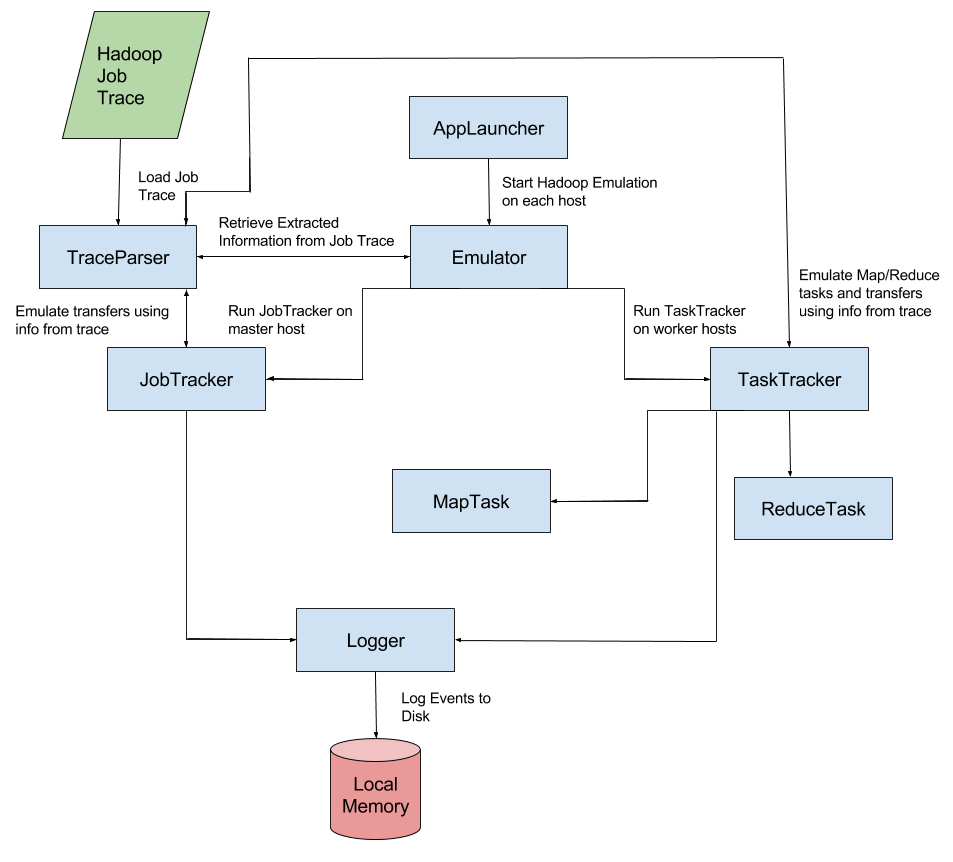 Hadoop
Job
Trace
AppLauncher
Load Job
Trace
Start Hadoop Emulation
on each host
Retrieve Extracted
Information from Job Trace
TraceParser
Emulator
Emulate Map/Reduce
tasks and transfers
using info from trace
Emulate transfers using
info from trace
Run JobTracker on
master host
Run TaskTracker
on worker hosts
JobTracker
TaskTracker
MapTask
ReduceTask
Logger
Log Events to
Disk
Local
Memory